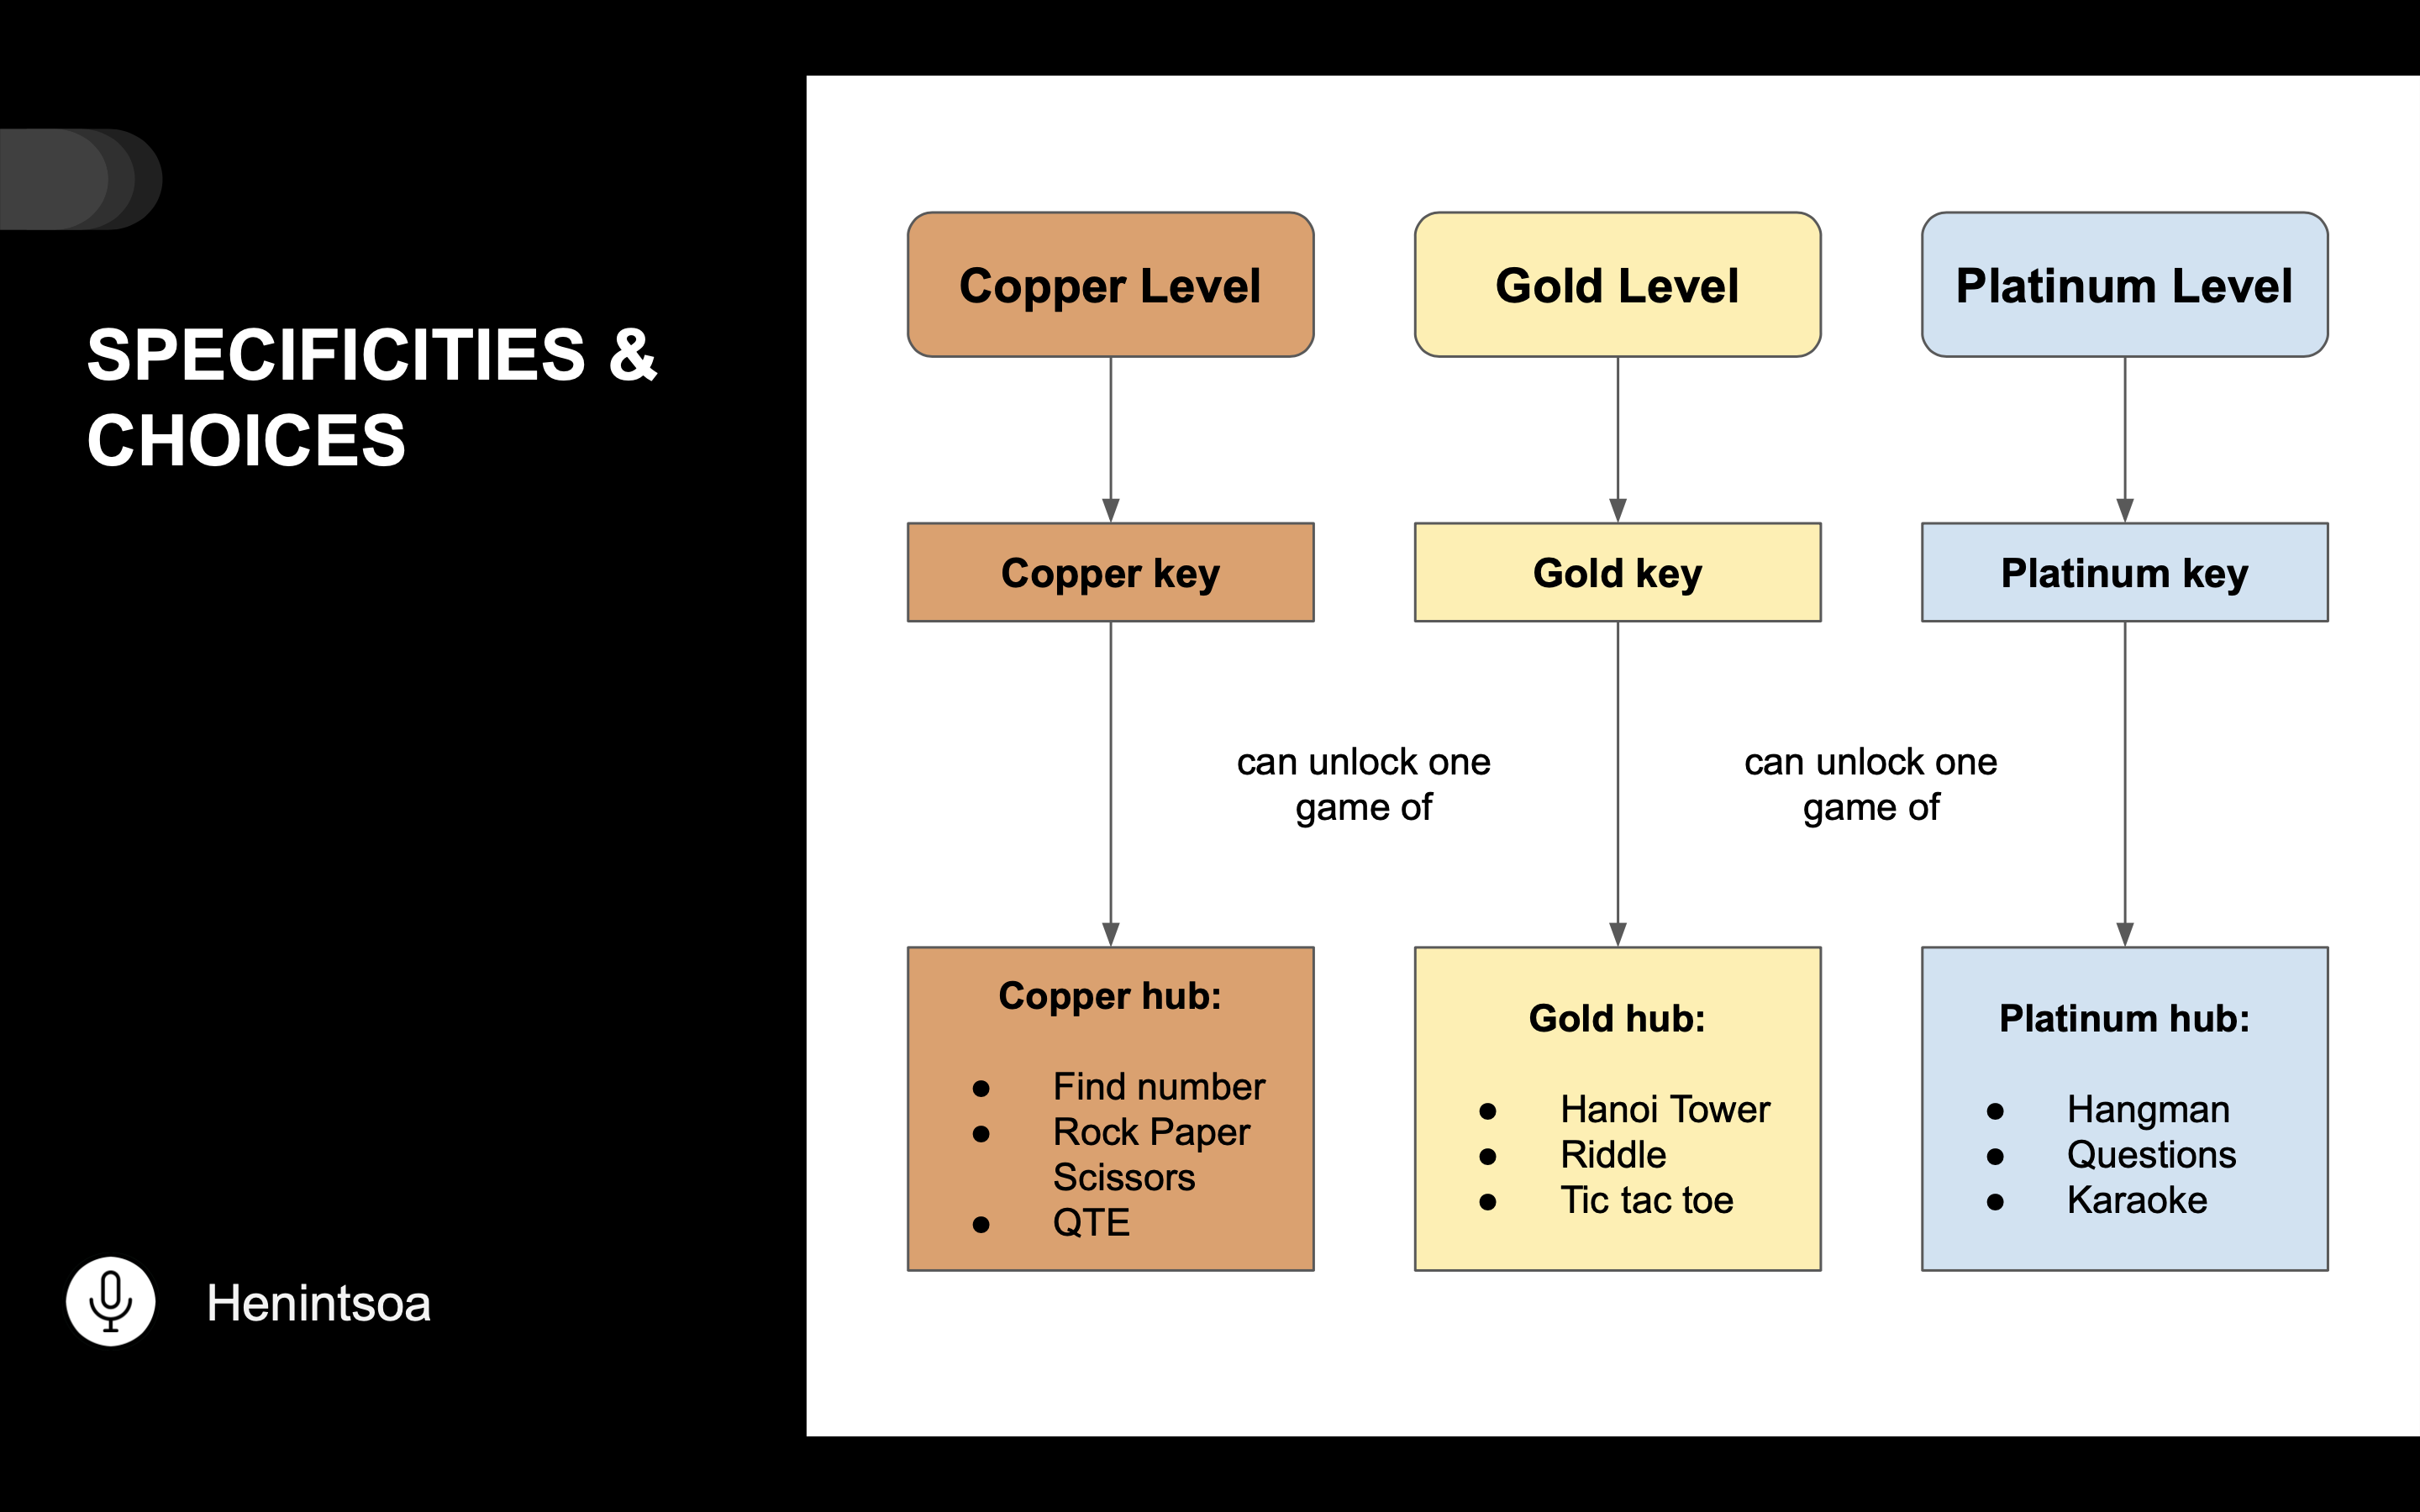 SPECIFICITIES &
CHOICES
Henintsoa
Copper Level
Gold Level
Platinum Level
Copper key
Gold key
Platinum key
can unlock one
game of
can unlock one
game of
Copper hub:
● Find number
● Rock Paper
Scissors
● QTE
Gold hub:
● Hanoi Tower
● Riddle
● Tic tac toe
Platinum hub:
● Hangman
● Questions
● Karaoke